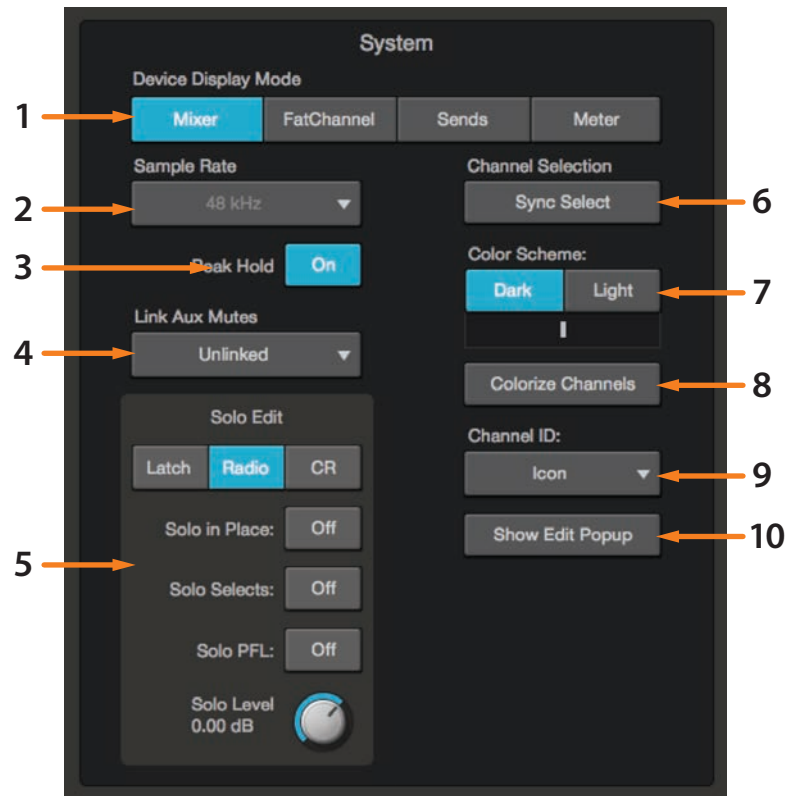 System
Device Display Mode
1
Mixer FatChannel Sends Meter
Sample Rate
2
48 kHz
3
Peak Hold On
Link Aux Mutes
4
Unlinked
Solo Edit
Latch Radio CR
5
Solo in Place: Off
Solo Selects: Off
Solo PFL: Off
Solo Level
0.00 dB
Channel Selection
Sync Select
6
Color Scheme:
Dark Light
7
Colorize Channels
8
Channel ID:
Icon
9
Show Edit Popup
10